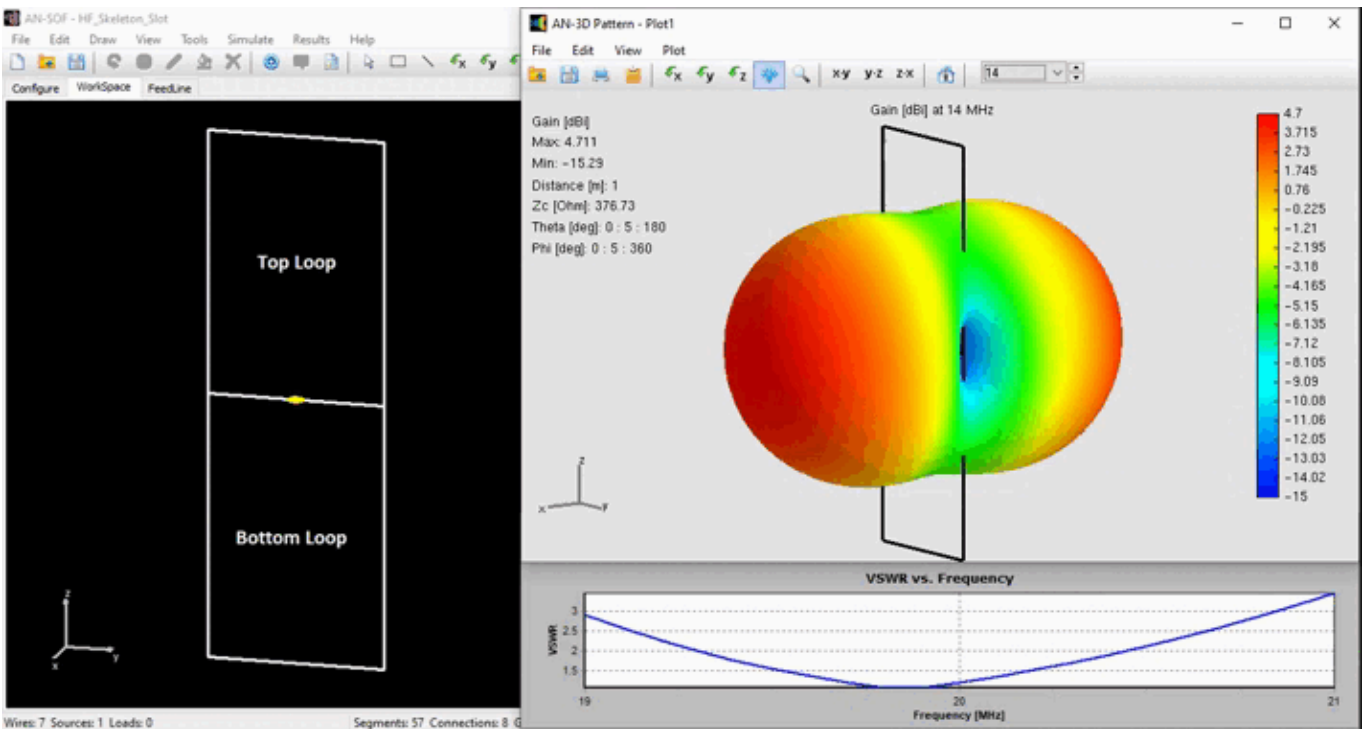 AN-SOF - HF_Skeleton_Slot
File Edit Draw View Tools Simulate Results Help
x y
Configure WorkSpace FeedLine
Top Loop
Bottom Loop
z
x y
Wires: 7 Sources: 1 Loads: 0 Segments: 57 Connections: 8 G
AN-3D Pattern - Plot1
File Edit View Plot
x y z x-y y-z z-x 14
Gain [dBi] at 14 MHz
Gain [dBi]
Max: 4.711
Min: -15.29
Distance [m]: 1
Zc [Ohm]: 376.73
Theta [deg]: 0 : 5 : 180
Phi [deg]: 0 : 5 : 360
4.7
3.715
2.73
1.745
0.76
-0.225
-1.21
-2.195
-3.18
-4.165
-5.15
-6.135
-7.12
-8.105
-9.09
-10.08
-11.06
-12.05
-13.03
-14.02
-15
z
x y
VSWR vs. Frequency
VSWR
3
2.5
2
1.5
19 20 21
Frequency [MHz]